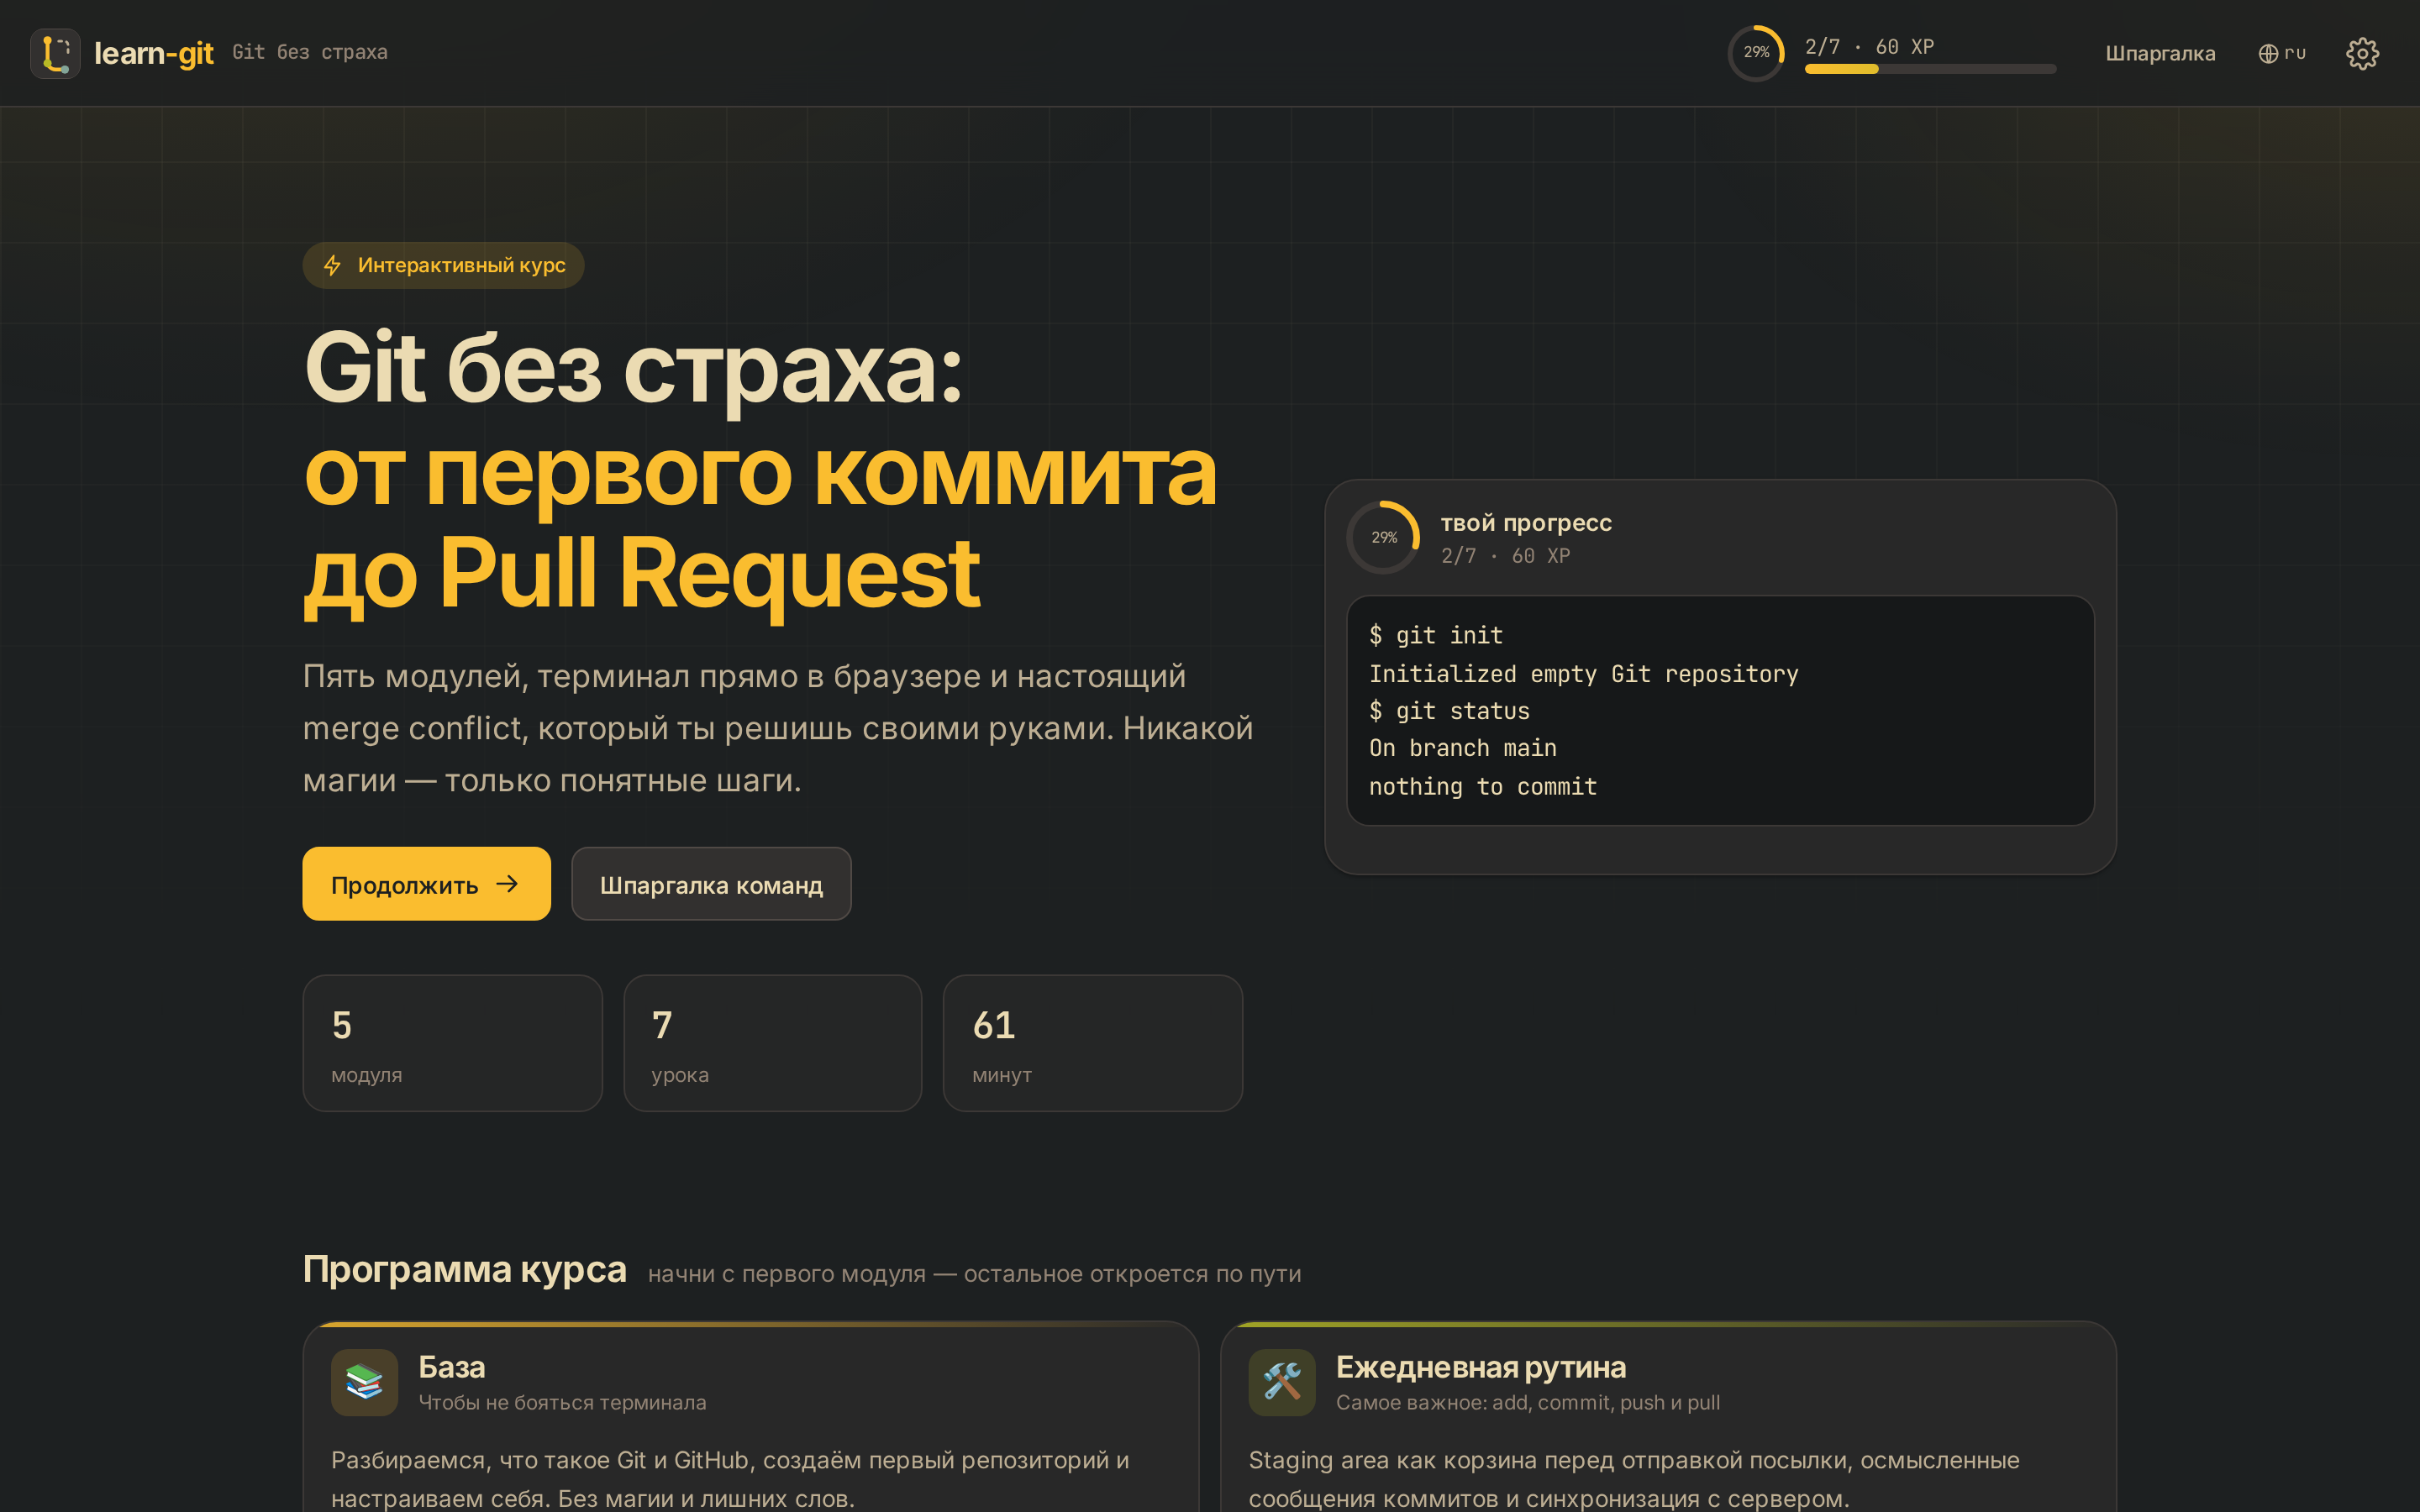 learn-git Git без страха
29% 2/7 · 60 XP Шпаргалка ru
Интерактивный курс
Git без страха:
от первого коммита
до Pull Request
Пять модулей, терминал прямо в браузере и настоящий
merge conflict, который ты решишь своими руками. Никакой
магии — только понятные шаги.
Продолжить → Шпаргалка команд
5
модуля
7
урока
61
минут
29%
твой прогресс
2/7 · 60 XP
$ git init
Initialized empty Git repository
$ git status
On branch main
nothing to commit
Программа курса начни с первого модуля — остальное откроется по пути
База
Чтобы не бояться терминала
Разбираемся, что такое Git и GitHub, создаём первый репозиторий и
настраиваем себя. Без магии и лишних слов.
Ежедневная рутина
Самое важное: add, commit, push и pull
Staging area как корзина перед отправкой посылки, осмысленные
сообщения коммитов и синхронизация с сервером.